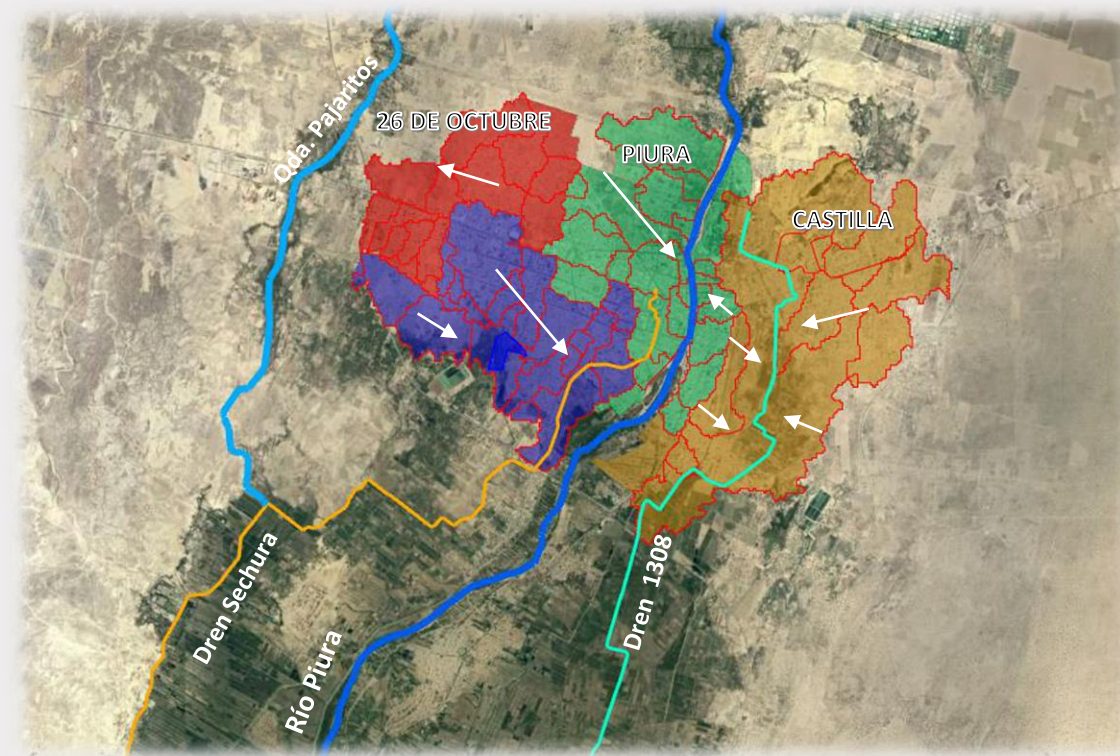 Qda. Pajaritos
26 DE OCTUBRE
PIURA
CASTILLA
Dren Sechura
Río Piura
Dren 1308